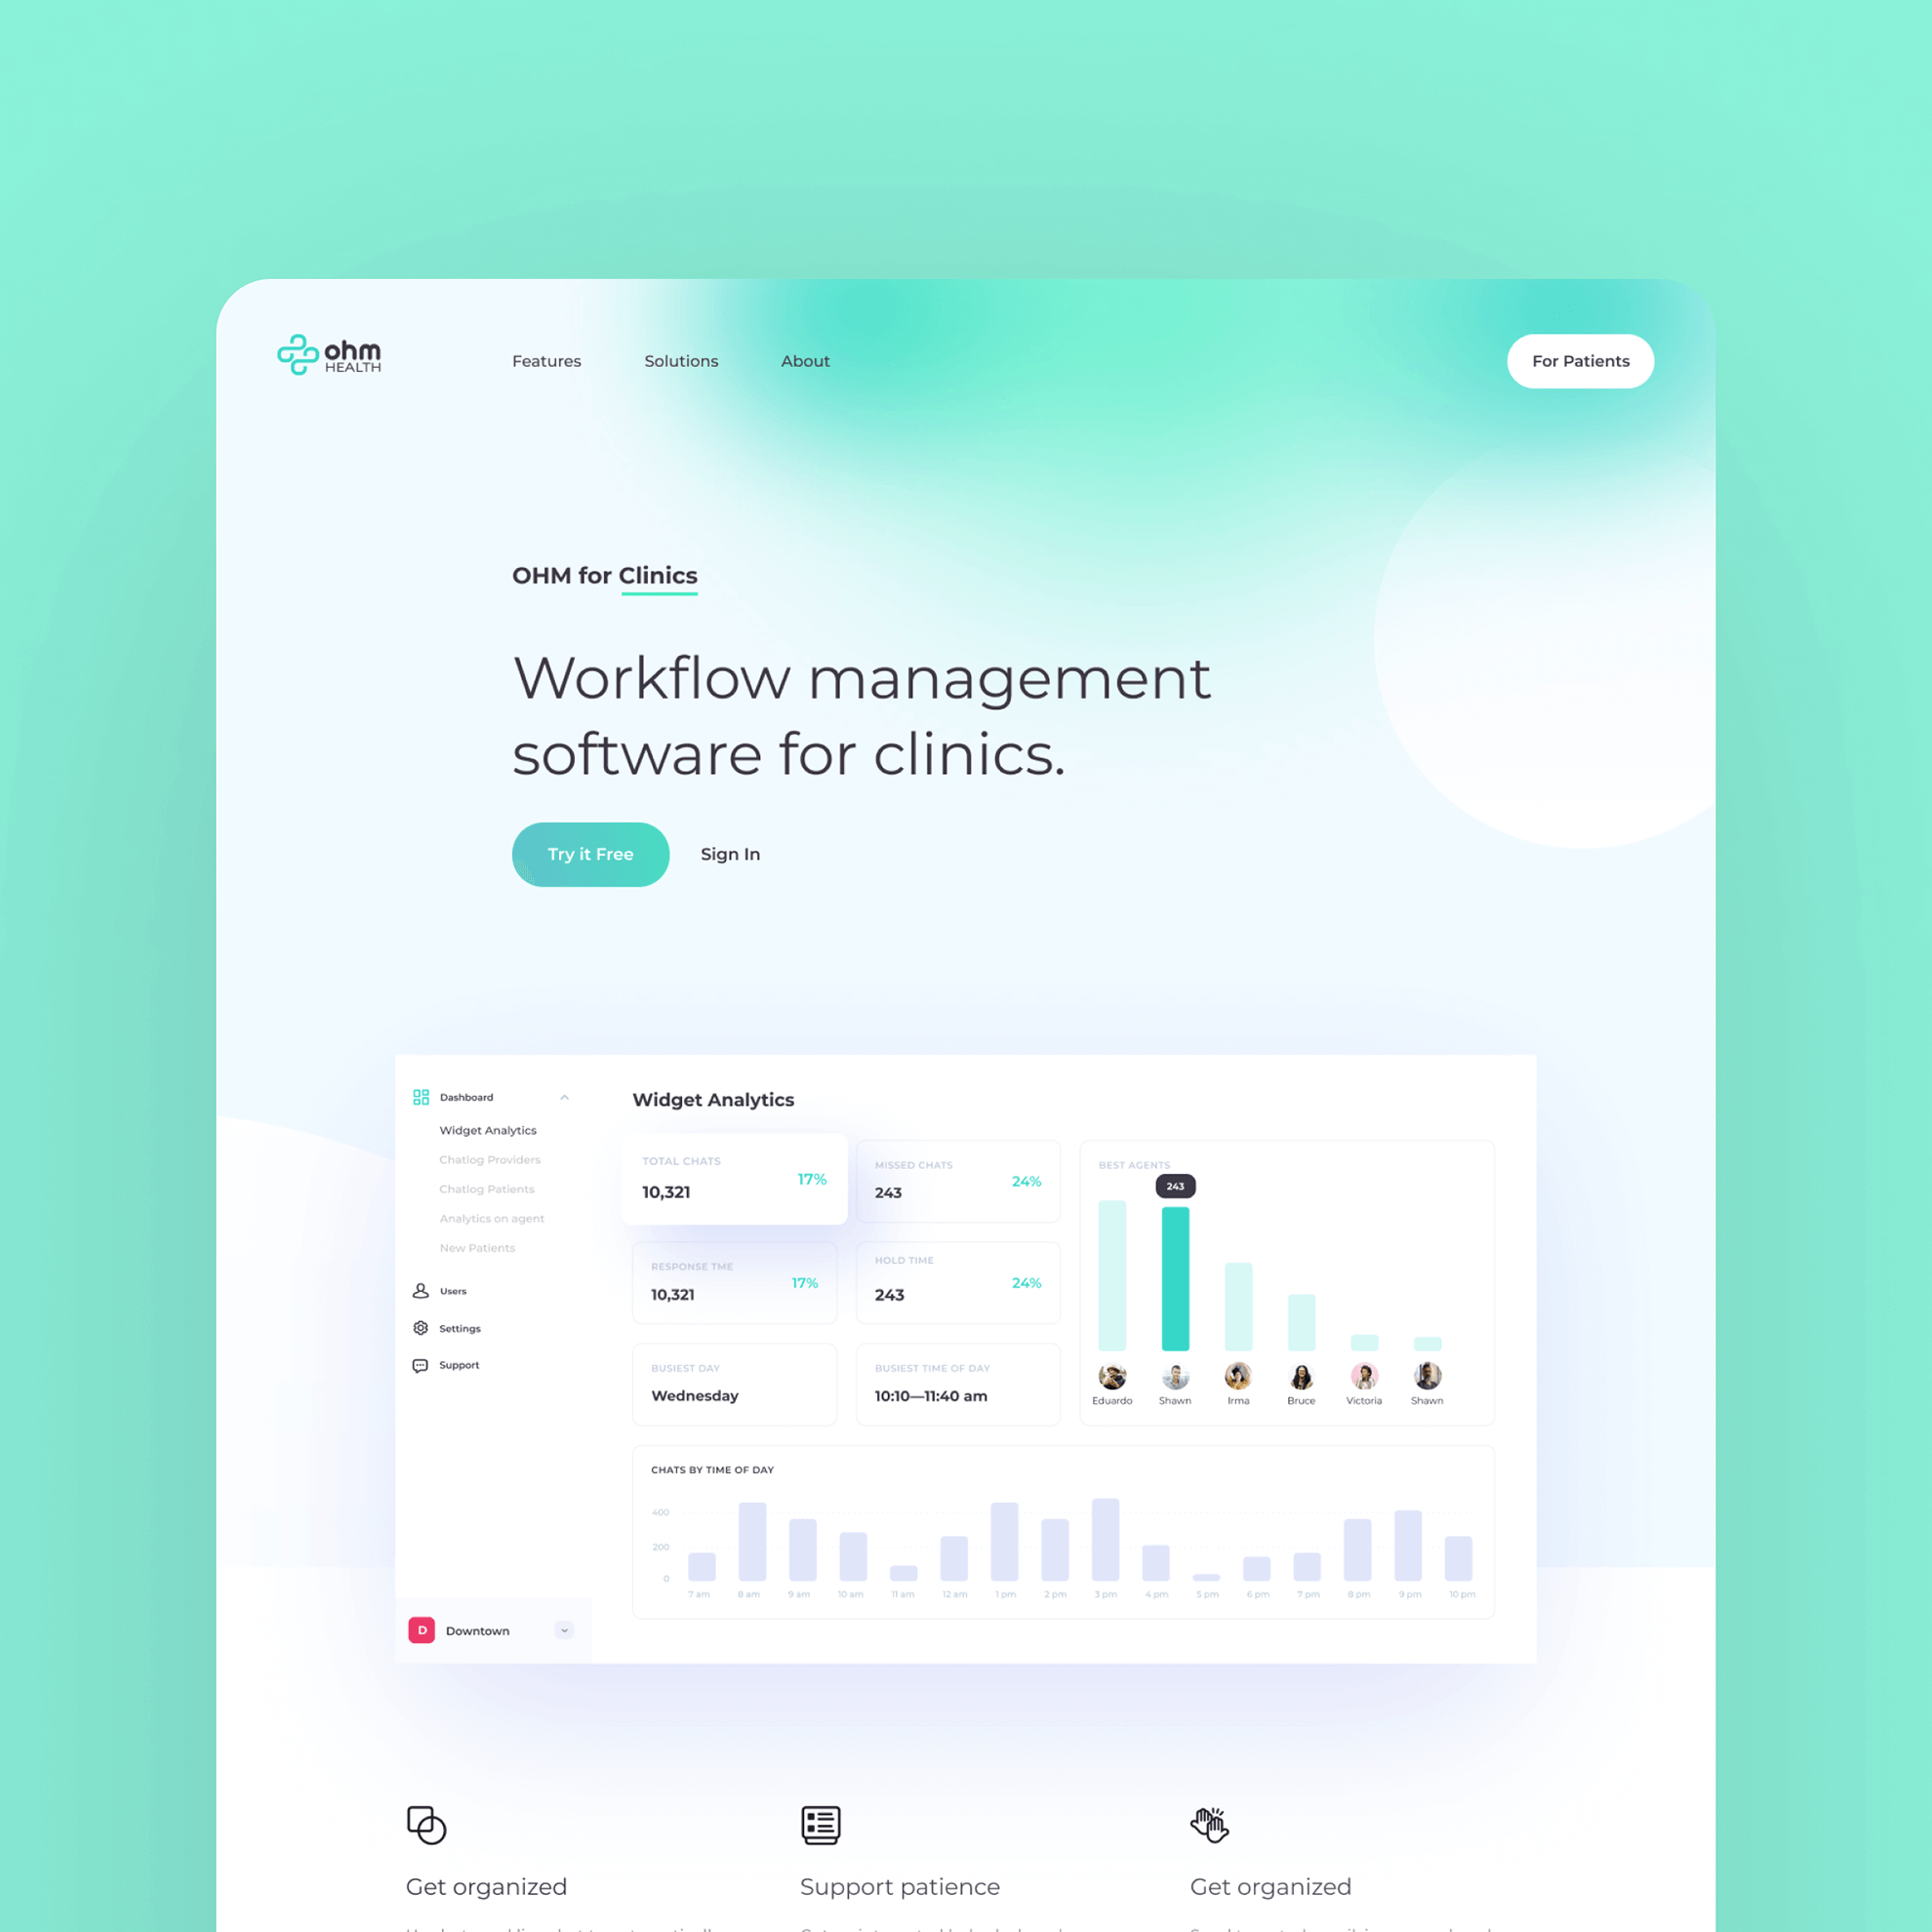 ohm
HEALTH
Features
Solutions
About
For Patients
OHM for Clinics
Workflow management
software for clinics.
Try it Free
Sign In
Dashboard
Widget Analytics
Chatlog Providers
Chatlog Patients
Analytics on agent
New Patients
Users
Settings
Support
D
Downtown
Widget Analytics
TOTAL CHATS
10,321
17%
MISSED CHATS
243
24%
RESPONSE TME
10,321
17%
HOLD TIME
243
24%
BUSIEST DAY
Wednesday
BUSIEST TIME OF DAY
10:10—11:40 am
BEST AGENTS
243
Eduardo
Shawn
Irma
Bruce
Victoria
Shawn
CHATS BY TIME OF DAY
400
200
0
7 am
8 am
9 am
10 am
11 am
12 am
1 pm
2 pm
3 pm
4 pm
5 pm
6 pm
7 pm
8 pm
9 pm
10 pm
Get organized
Support patience
Get organized